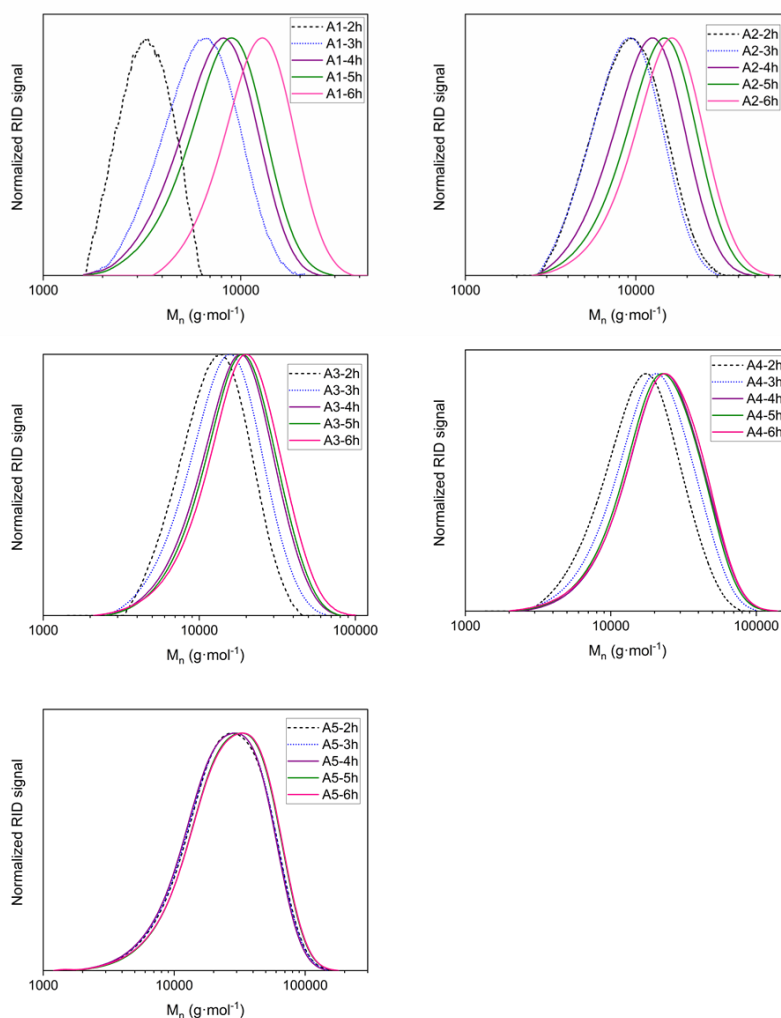 Normalized RID signal
A1-2h
A1-3h
A1-4h
A1-5h
A1-6h
1000
10000
Mₙ (g·mol⁻¹)
Normalized RID signal
A2-2h
A2-3h
A2-4h
A2-5h
A2-6h
1000
10000
Mₙ (g·mol⁻¹)
Normalized RID signal
A3-2h
A3-3h
A3-4h
A3-5h
A3-6h
1000
10000
100000
Mₙ (g·mol⁻¹)
Normalized RID signal
A4-2h
A4-3h
A4-4h
A4-5h
A4-6h
1000
10000
100000
Mₙ (g·mol⁻¹)
Normalized RID signal
A5-2h
A5-3h
A5-4h
A5-5h
A5-6h
1000
10000
100000
Mₙ (g·mol⁻¹)